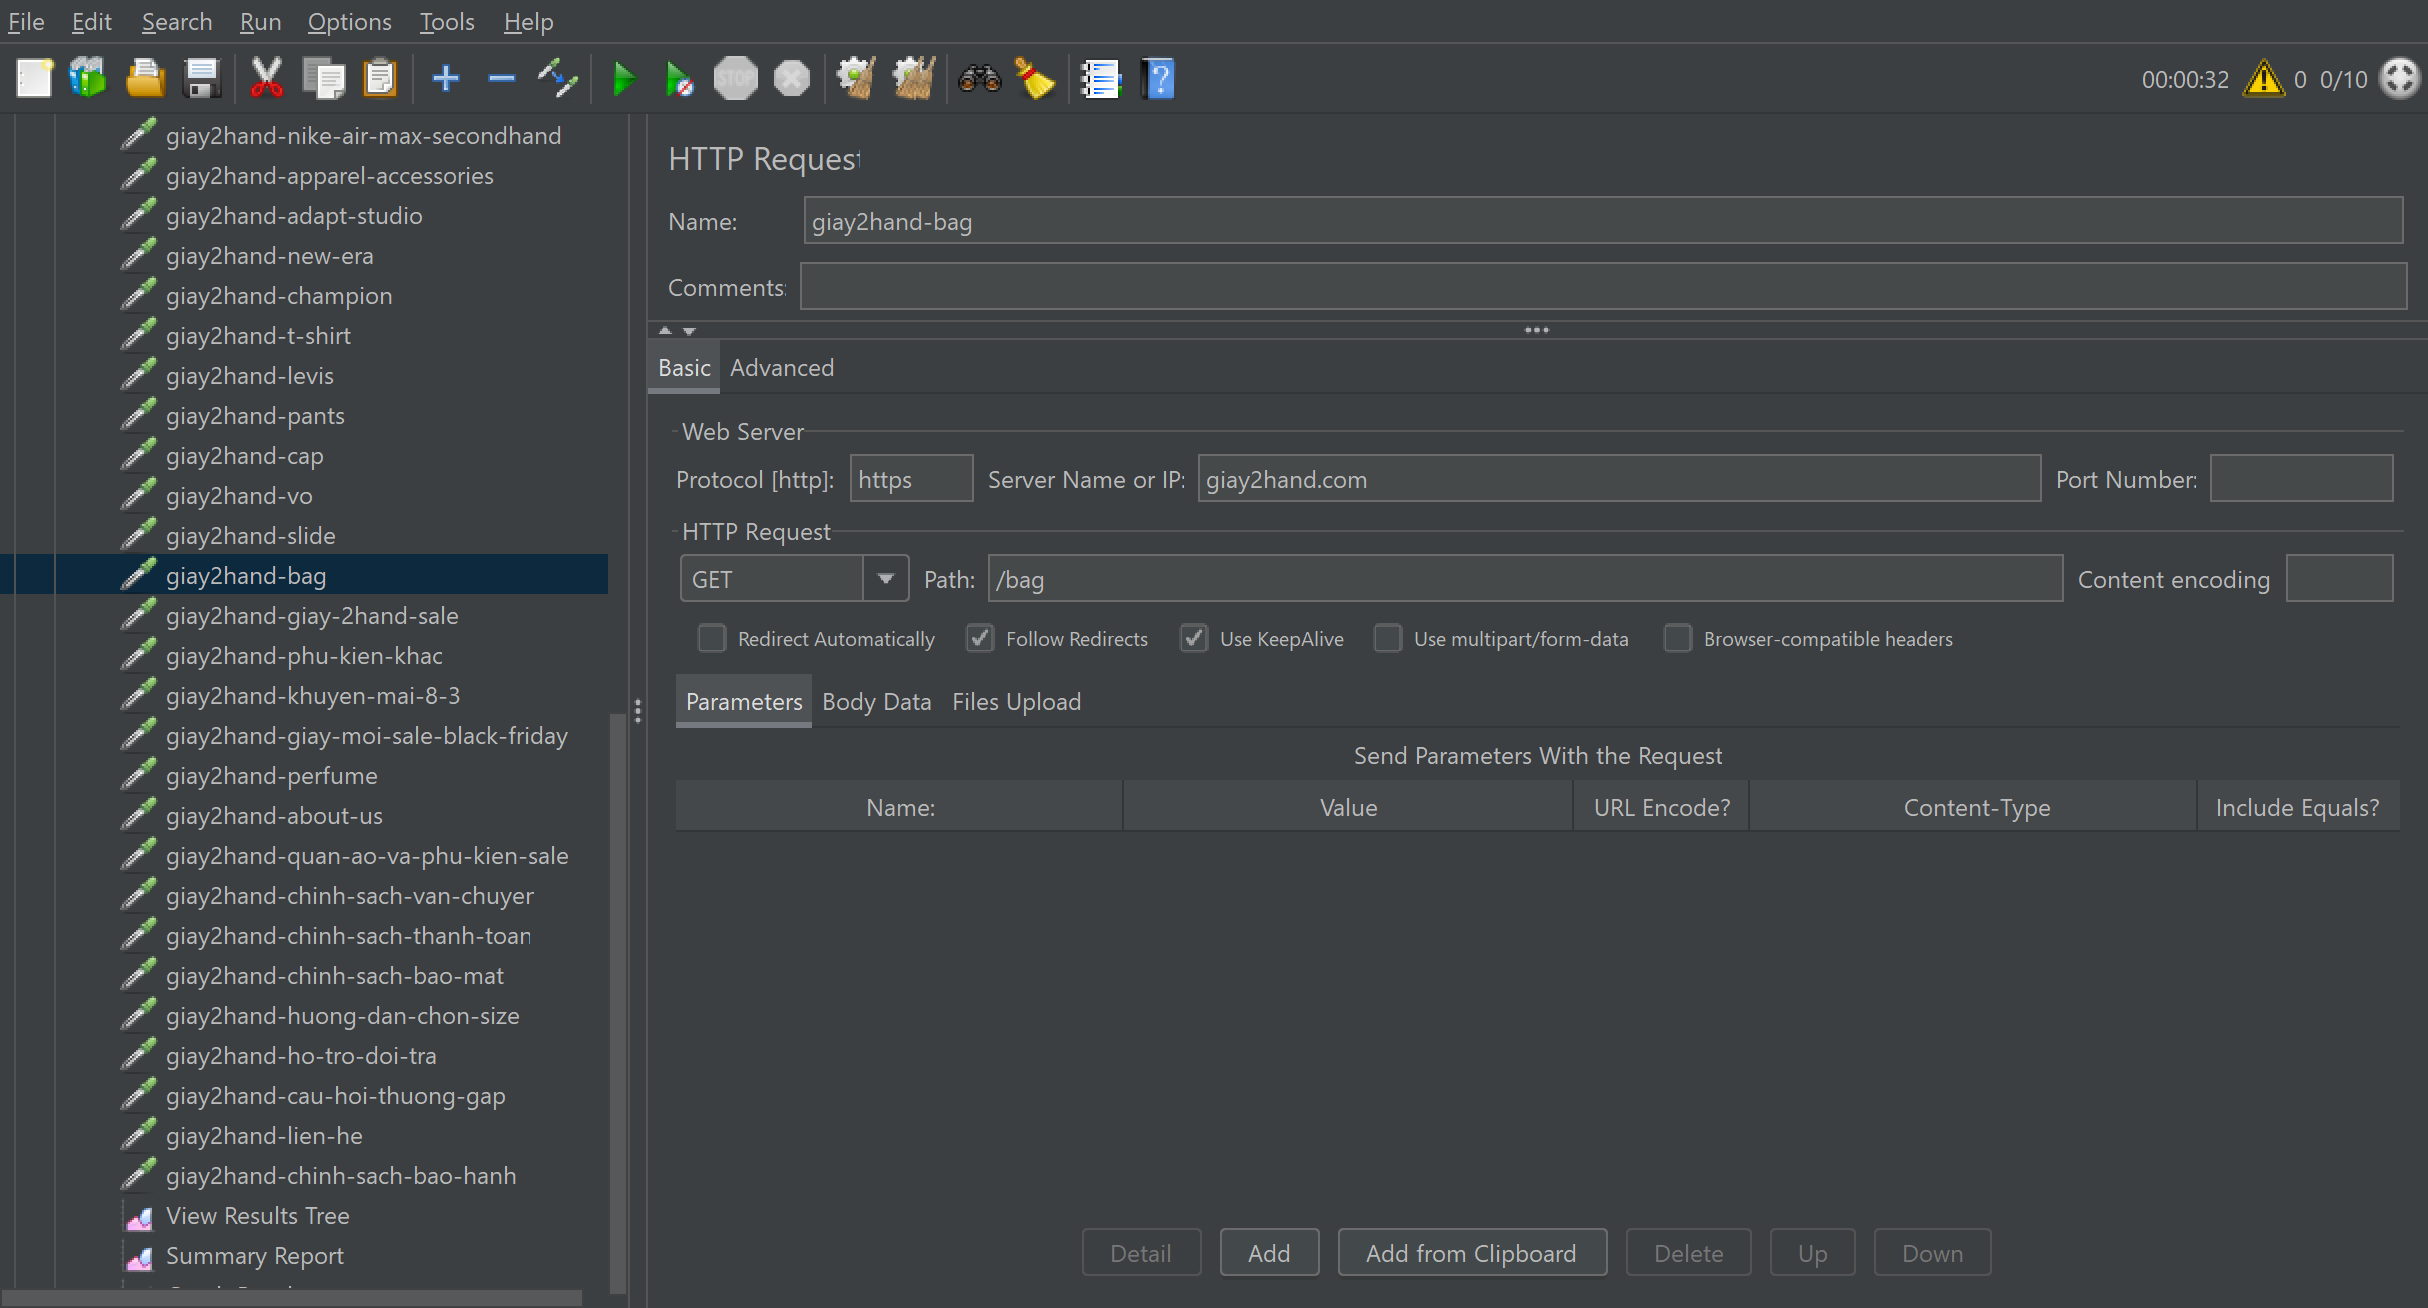 File Edit Search Run Options Tools Help
STOP
00:00:32 0 0/10
giay2hand-nike-air-max-secondhand
giay2hand-apparel-accessories
giay2hand-adapt-studio
giay2hand-new-era
giay2hand-champion
giay2hand-t-shirt
giay2hand-levis
giay2hand-pants
giay2hand-cap
giay2hand-vo
giay2hand-slide
giay2hand-bag
giay2hand-giay-2hand-sale
giay2hand-phu-kien-khac
giay2hand-khuyen-mai-8-3
giay2hand-giay-moi-sale-black-friday
giay2hand-perfume
giay2hand-about-us
giay2hand-quan-ao-va-phu-kien-sale
giay2hand-chinh-sach-van-chuyer
giay2hand-chinh-sach-thanh-toan
giay2hand-chinh-sach-bao-mat
giay2hand-huong-dan-chon-size
giay2hand-ho-tro-doi-tra
giay2hand-cau-hoi-thuong-gap
giay2hand-lien-he
giay2hand-chinh-sach-bao-hanh
View Results Tree
Summary Report
HTTP Request
Name: giay2hand-bag
Comments:
Basic Advanced
Web Server
Protocol [http]: https Server Name or IP: giay2hand.com Port Number:
HTTP Request
GET Path: /bag Content encoding
Redirect Automatically Follow Redirects Use KeepAlive Use multipart/form-data Browser-compatible headers
Parameters Body Data Files Upload
Send Parameters With the Request
Name: Value URL Encode? Content-Type Include Equals?
Detail Add Add from Clipboard Delete Up Down